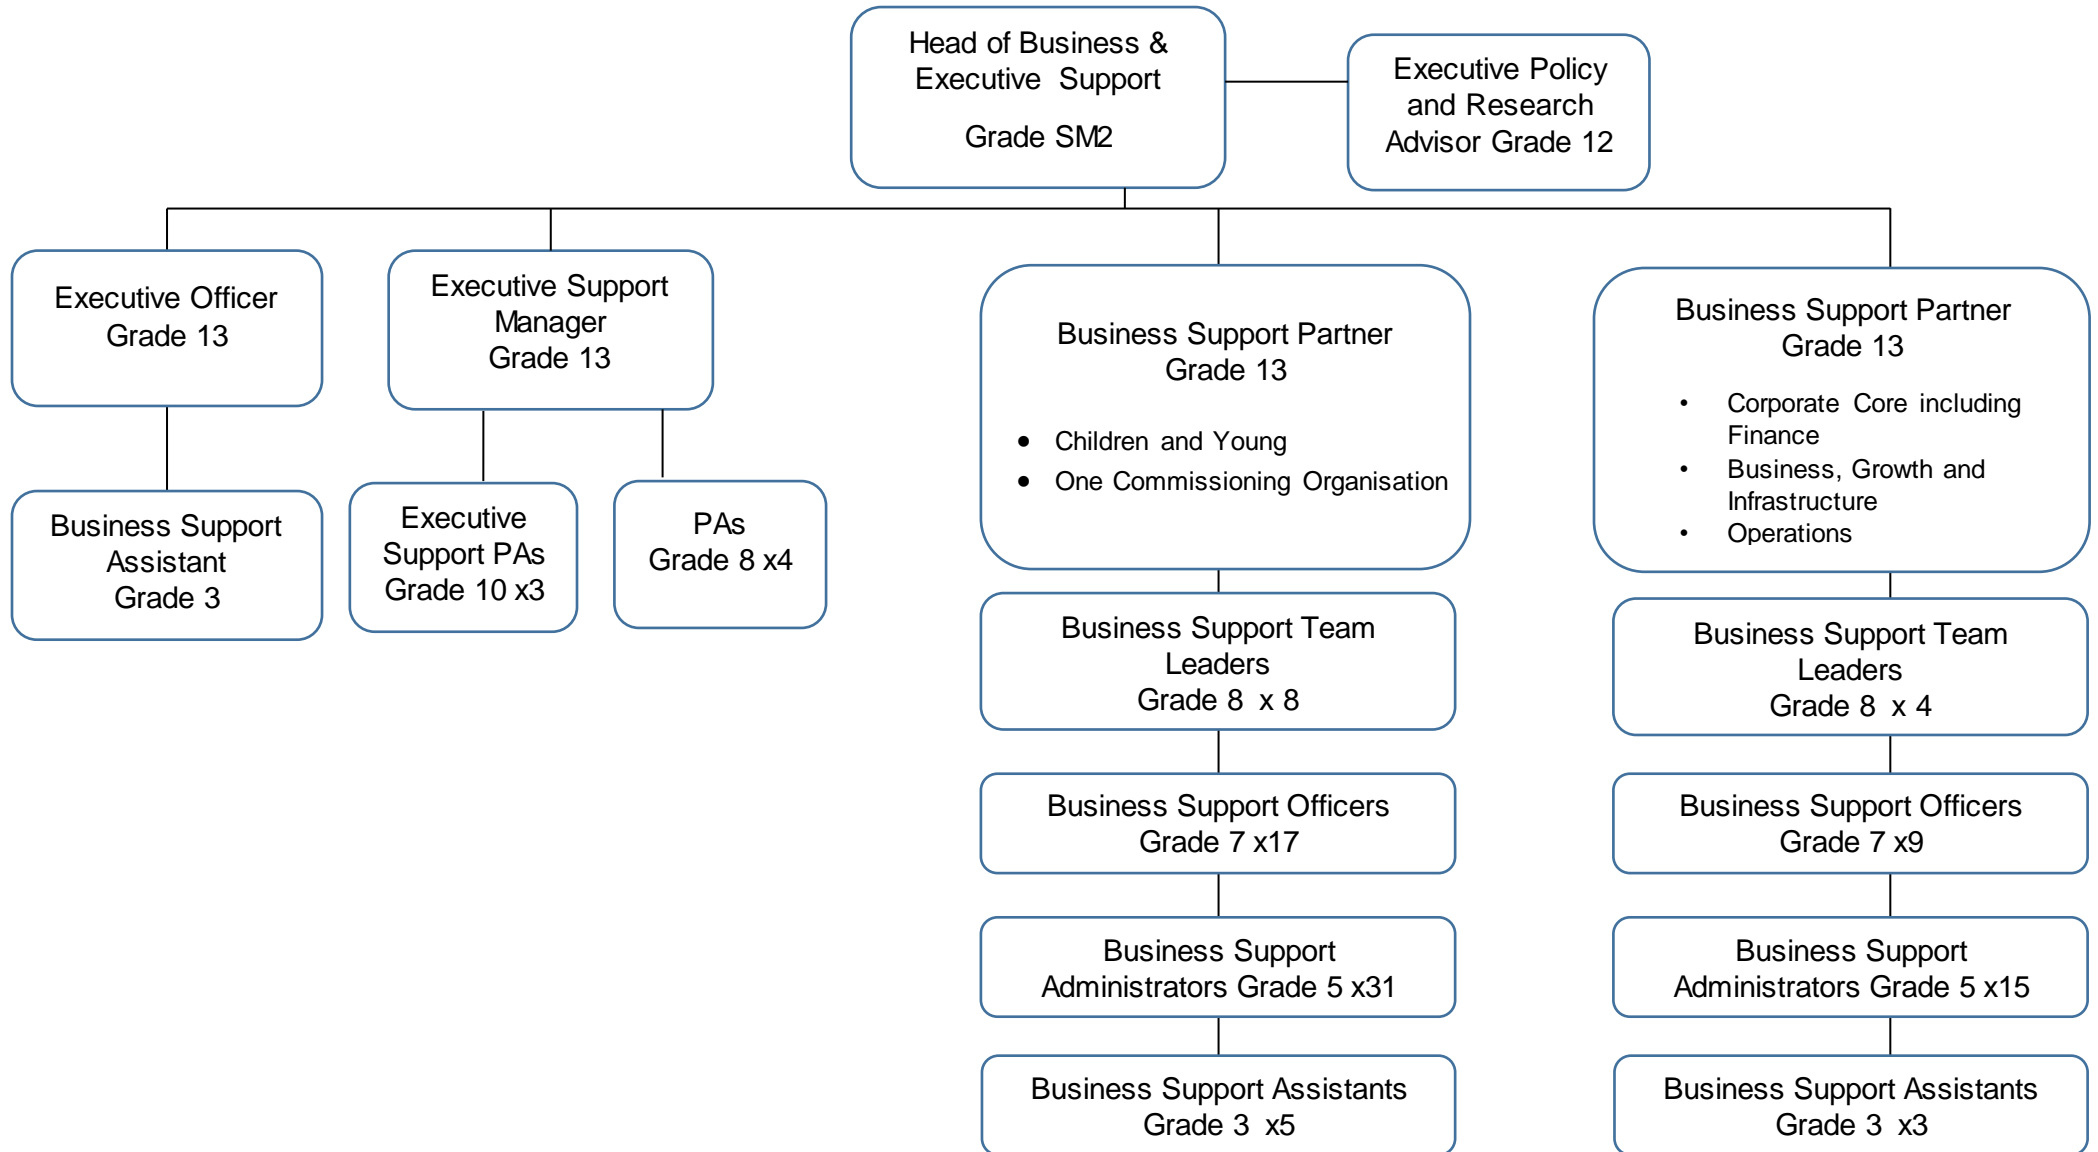 Head of Business &
Executive Support
Grade SM2
Executive Policy
and Research
Advisor Grade 12
Executive Officer
Grade 13
Executive Support
Manager
Grade 13
Business Support Partner
Grade 13
• Children and Young
• One Commissioning Organisation
Business Support Partner
Grade 13
• Corporate Core including
Finance
• Business, Growth and
Infrastructure
• Operations
Business Support
Assistant
Grade 3
Executive
Support PAs
Grade 10 x3
PAs
Grade 8 x4
Business Support Team
Leaders
Grade 8 x 8
Business Support Team
Leaders
Grade 8 x 4
Business Support Officers
Grade 7 x17
Business Support Officers
Grade 7 x9
Business Support
Administrators Grade 5 x31
Business Support
Administrators Grade 5 x15
Business Support Assistants
Grade 3 x5
Business Support Assistants
Grade 3 x3